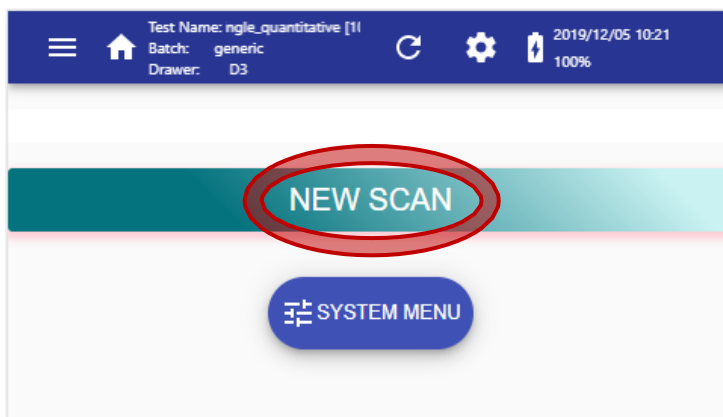 Test Name: ngle_quantitative [1(
Batch: generic
Drawer: D3
2019/12/05 10:21
100%
NEW SCAN
SYSTEM MENU